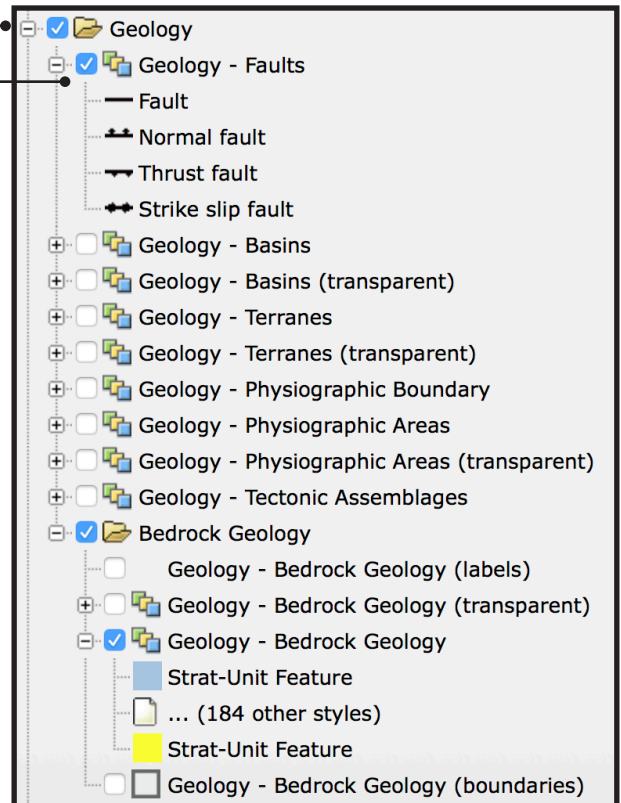 Geology
Geology - Faults
Fault
Normal fault
Thrust fault
Strike slip fault
Geology - Basins
Geology - Basins (transparent)
Geology - Terranes
Geology - Terranes (transparent)
Geology - Physiographic Boundary
Geology - Physiographic Areas
Geology - Physiographic Areas (transparent)
Geology - Tectonic Assemblages
Bedrock Geology
Geology - Bedrock Geology (labels)
Geology - Bedrock Geology (transparent)
Geology - Bedrock Geology
Strat-Unit Feature
... (184 other styles)
Strat-Unit Feature
Geology - Bedrock Geology (boundaries)